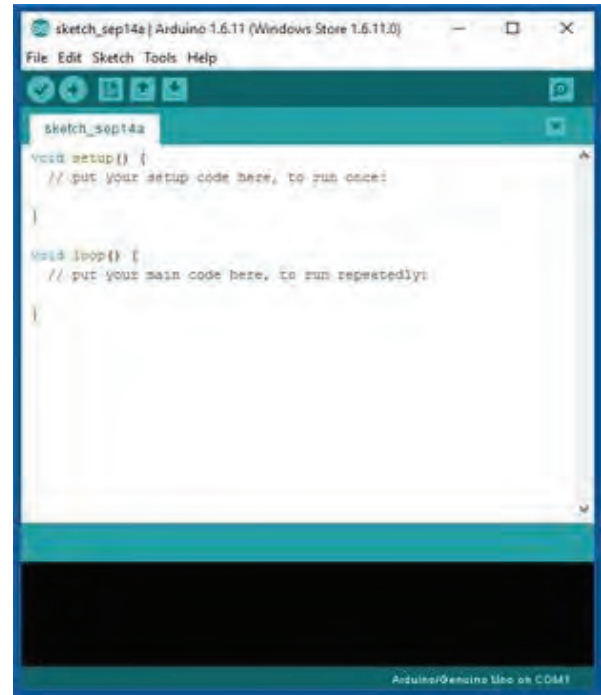 sketch_sep14a | Arduino 1.6.11 (Windows Store 1.6.11.0)
File Edit Sketch Tools Help
sketch_sep14a
void setup() {
  // put your setup code here, to run once:
}
void loop() {
  // put your main code here, to run repeatedly:
}
Arduino/Genuino Uno on COM1